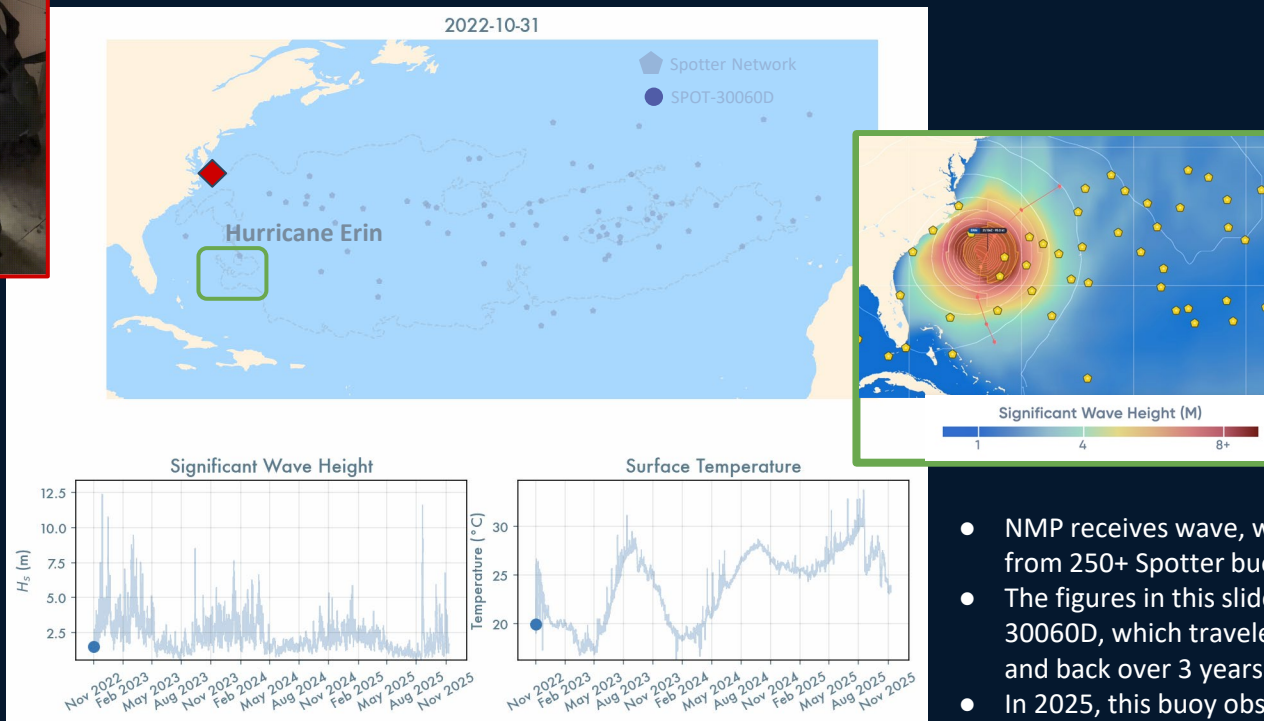 2022-10-31
Spotter Network
SPOT-30060D
Hurricane Erin
Significant Wave Height (M)
1 4 8+
Significant Wave Height
12.5
10.0
7.5
5.0
2.5
Hₛ (m)
Nov 2022 Feb 2023 May 2023 Aug 2023 Nov 2023 Feb 2024 May 2024 Aug 2024 Nov 2024 Feb 2025 May 2025 Aug 2025 Nov 2025
Surface Temperature
30
25
20
Temperature (°C)
Nov 2022 Feb 2023 May 2023 Aug 2023 Nov 2023 Feb 2024 May 2024 Aug 2024 Nov 2024 Feb 2025 May 2025 Aug 2025 Nov 2025
● NMP receives wave, w
from 250+ Spotter
● The figures in this slide
30060D, which travele
and back over 3 years
● In 2025, this buoy obs